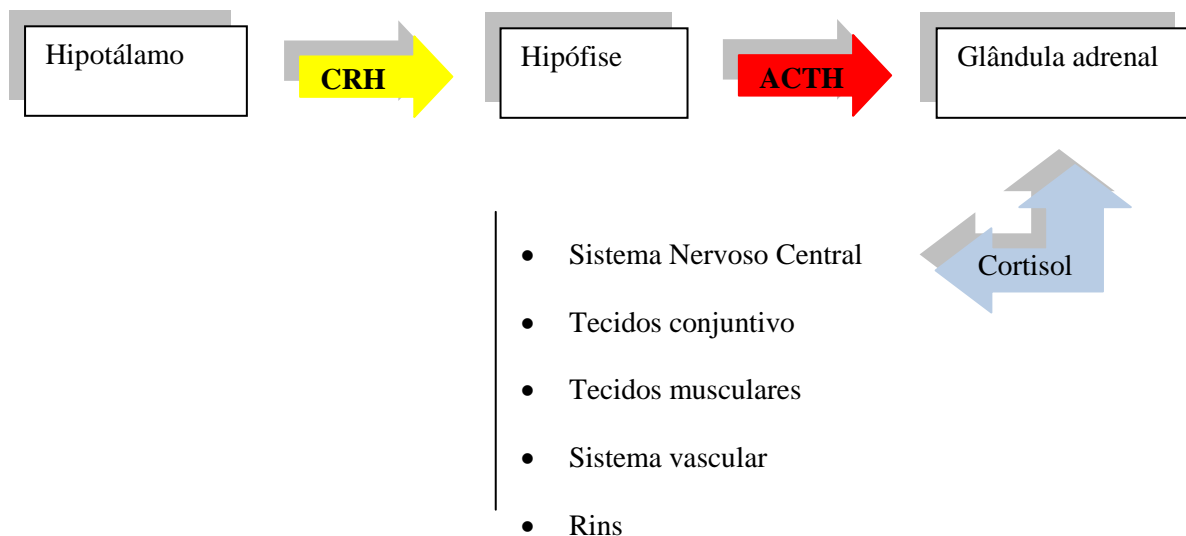 Hipotálamo
CRH
Hipófise
ACTH
Glândula adrenal
• Sistema Nervoso Central
Cortisol
• Tecidos conjuntivo
• Tecidos musculares
• Sistema vascular
• Rins